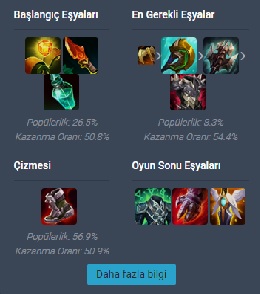 Başlangıç Eşyaları
En Gerekli Eşyalar
Popülerlik: 26.5%
Kazanma Oranı: 50.8%
Popülerlik: 8.3%
Kazanma Oranı: 54.4%
Çizmesi
Oyun Sonu Eşyaları
Popülerlik: 56.9%
Kazanma Oranı: 50.9%
Daha fazla bilgi